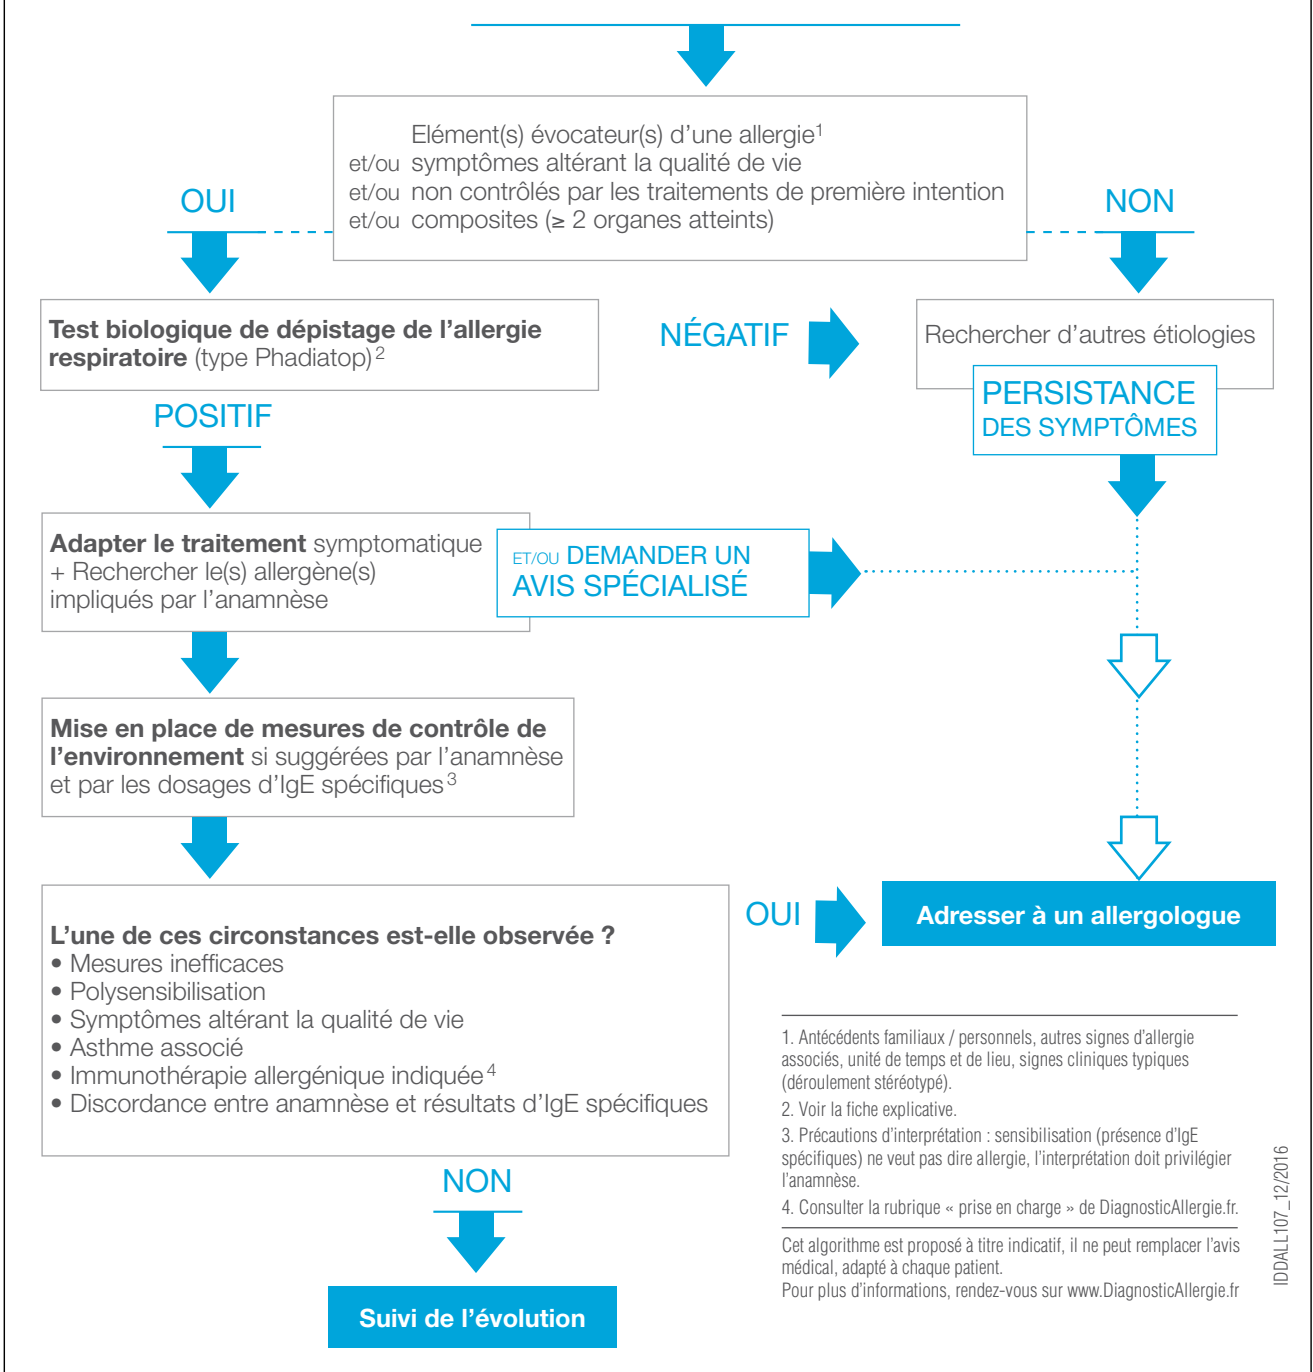 Elément(s) évocateur(s) d'une allergie1
et/ou symptômes altérant la qualité de vie
et/ou non contrôlés par les traitements de première intention
et/ou composites (≥ 2 organes atteints)
OUI
NON
Test biologique de dépistage de l'allergie
respiratoire (type Phadiatop) 2
NÉGATIF
Rechercher d'autres étiologies
PERSISTANCE
DES SYMPTÔMES
POSITIF
Adapter le traitement symptomatique
+ Rechercher le(s) allergène(s)
impliqués par l'anamnèse
ET/OU DEMANDER UN
AVIS SPÉCIALISÉ
Mise en place de mesures de contrôle de
l'environnement si suggérées par l'anamnèse
et par les dosages d'IgE spécifiques 3
L'une de ces circonstances est-elle observée ?
• Mesures inefficaces
• Polysensibilisation
• Symptômes altérant la qualité de vie
• Asthme associé
• Immunothérapie allergénique indiquée 4
• Discordance entre anamnèse et résultats d'IgE spécifiques
OUI
Adresser à un allergologue
NON
Suivi de l'évolution
1. Antécédents familiaux / personnels, autres signes d'allergie
associés, unité de temps et de lieu, signes cliniques typiques
(déroulement stéréotypé).
2. Voir la fiche explicative.
3. Précautions d'interprétation : sensibilisation (présence d'IgE
spécifiques) ne veut pas dire allergie, l'interprétation doit privilégier
l'anamnèse.
4. Consulter la rubrique « prise en charge » de DiagnosticAllergie.fr.
Cet algorithme est proposé à titre indicatif, il ne peut remplacer l'avis
médical, adapté à chaque patient.
Pour plus d'informations, rendez-vous sur www.DiagnosticAllergie.fr
IDDALL107_12/2016